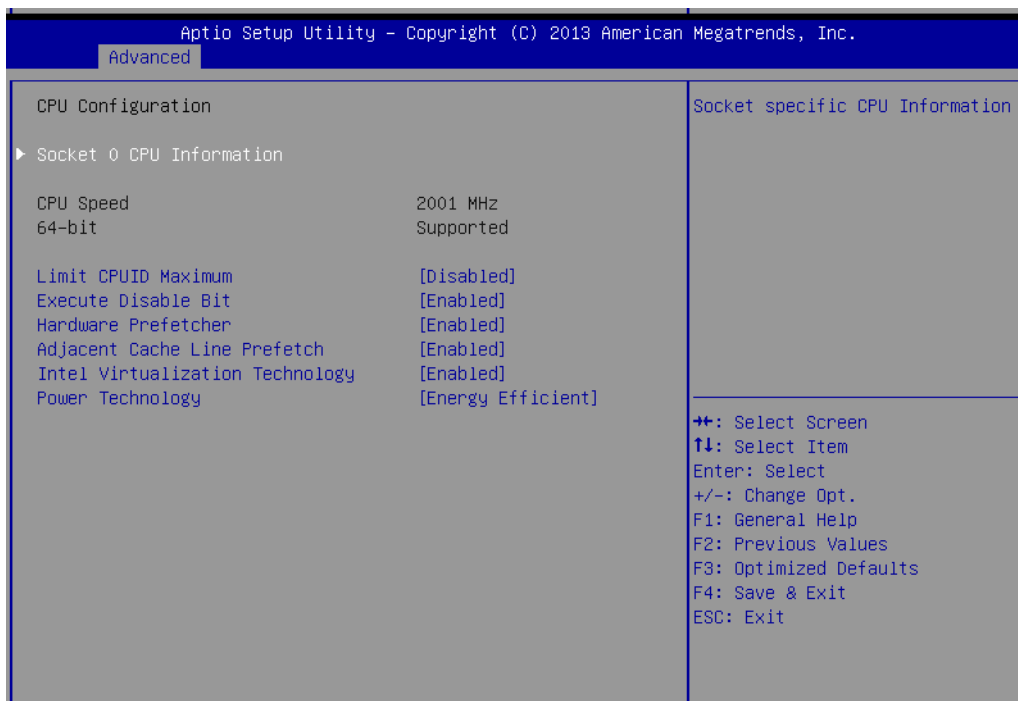 Aptio Setup Utility – Copyright (C) 2013 American Megatrends, Inc.
Advanced
CPU Configuration
Socket 0 CPU Information
CPU Speed 2001 MHz
64-bit Supported
Limit CPUID Maximum [Disabled]
Execute Disable Bit [Enabled]
Hardware Prefetcher [Enabled]
Adjacent Cache Line Prefetch [Enabled]
Intel Virtualization Technology [Enabled]
Power Technology [Energy Efficient]
Socket specific CPU Information
→←: Select Screen
↑↓: Select Item
Enter: Select
+/-: Change Opt.
F1: General Help
F2: Previous Values
F3: Optimized Defaults
F4: Save & Exit
ESC: Exit